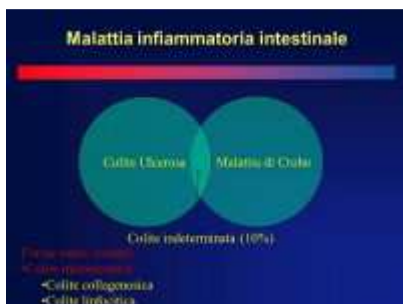 Malattia infiammatoria intestinale
Colite Ulcerosa
Malattia di Crohn
Colite indeterminata (10%)
•Colite collagenosica
•Colite linfocitica